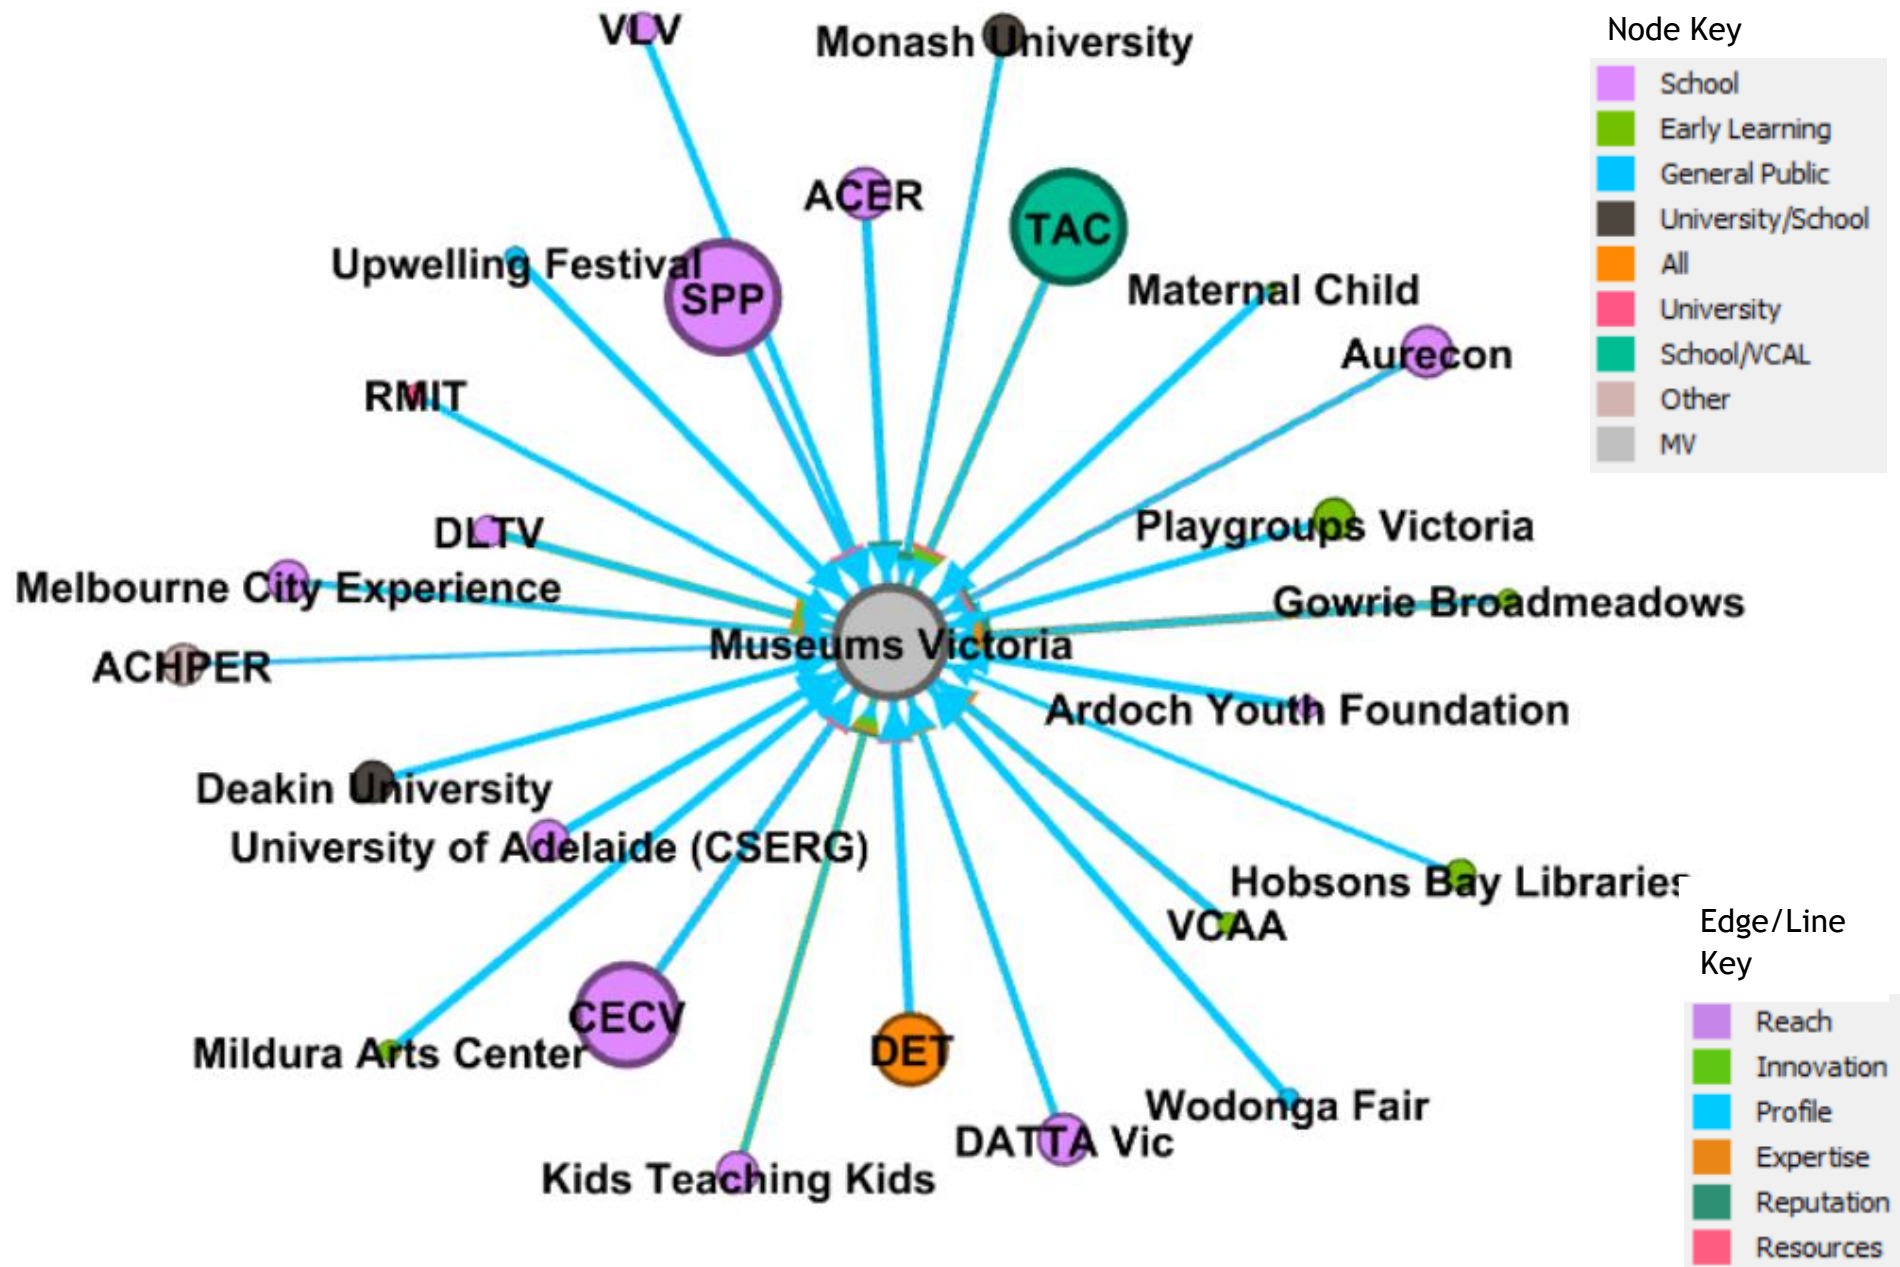 VLV
Monash University
Node Key
School
Early Learning
General Public
University/School
All
University
School/VCAL
Other
MV
ACER
TAC
Upwelling Festival
SPP
Maternal Child
Aurecon
RMIT
DLTV
Playgroups Victoria
Melbourne City Experience
Gowrie Broadmeadows
Museums Victoria
ACHPER
Ardoch Youth Foundation
Deakin University
University of Adelaide (CSERG)
Hobsons Bay Libraries
VCAA
Edge/Line
Key
Reach
Innovation
Profile
Expertise
Reputation
Resources
CECV
Mildura Arts Center
DET
Wodonga Fair
DATTA Vic
Kids Teaching Kids